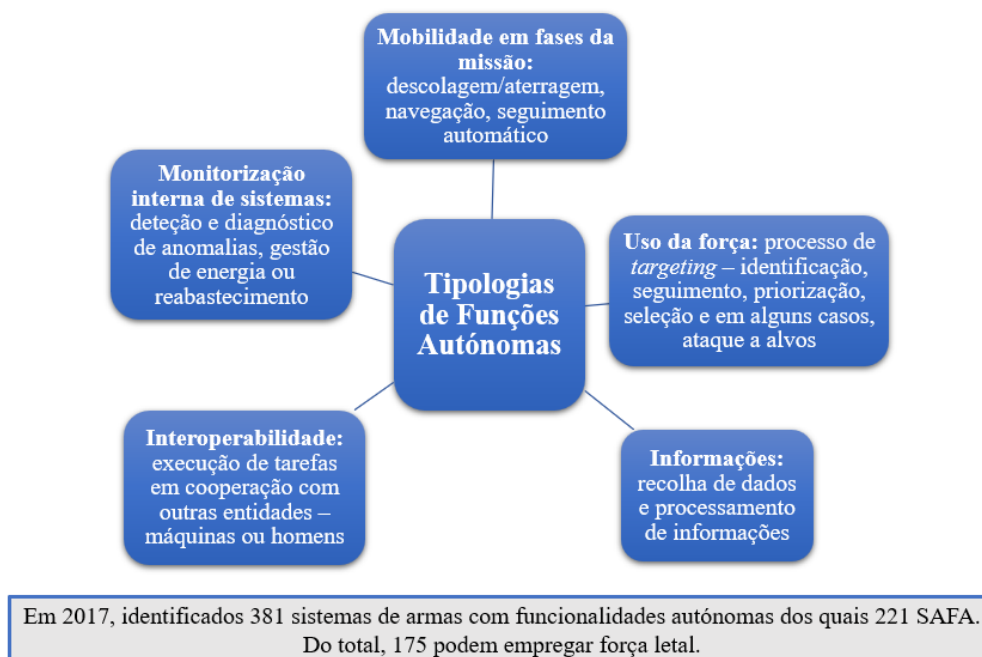 Mobilidade em fases da
missão:
descolagem/aterragem,
navegação, seguimento
automático
Monitorização
interna de sistemas:
deteção e diagnóstico
de anomalias, gestão
de energia ou
reabastecimento
Tipologias
de Funções
Autónomas
Uso da força: processo de
targeting – identificação,
seguimento, priorização,
seleção e em alguns casos,
ataque a alvos
Interoperabilidade:
execução de tarefas
em cooperação com
outras entidades –
máquinas ou homens
Informações:
recolha de dados
e processamento
de informações
Em 2017, identificados 381 sistemas de armas com funcionalidades autónomas dos quais 221 SAFA.
Do total, 175 podem empregar força letal.